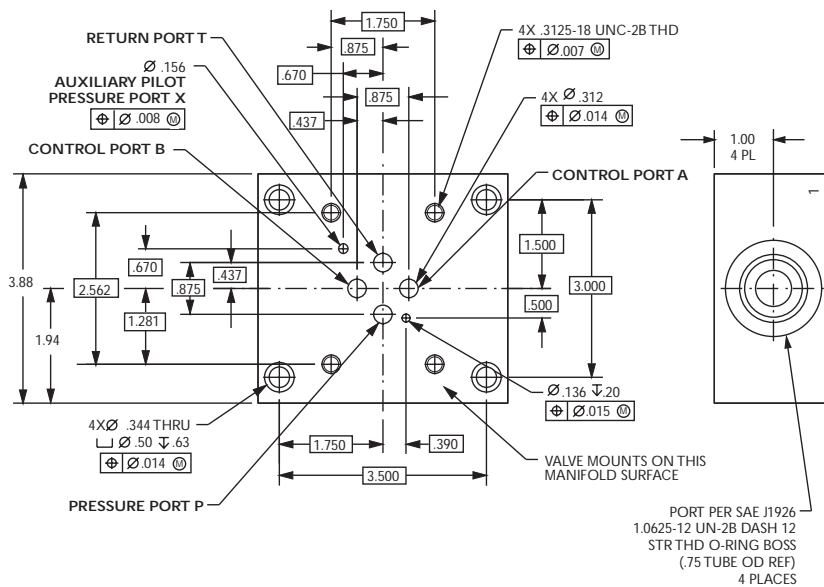 1.750
.875
.670
.875
.437
RETURN PORT T
Ø .156
AUXILIARY PILOT
PRESSURE PORT X
⌖ Ø .008 Ⓜ
CONTROL PORT B
4X .3125-18 UNC-2B THD
⌖ Ø.007 Ⓜ
4X Ø .312
⌖ Ø.014 Ⓜ
CONTROL PORT A
1.00
4 PL
1
3.88
1.94
2.562
.670
1.281
.875
.437
1.500
.500
3.000
4XØ .344 THRU
⌴ Ø .50 ↧.63
⌖ Ø.014 Ⓜ
1.750
.390
3.500
PRESSURE PORT P
Ø.136 ↧.20
⌖ Ø.015 Ⓜ
VALVE MOUNTS ON THIS
MANIFOLD SURFACE
PORT PER SAE J1926
1.0625-12 UN-2B DASH 12
STR THD O-RING BOSS
(.75 TUBE OD REF)
4 PLACES